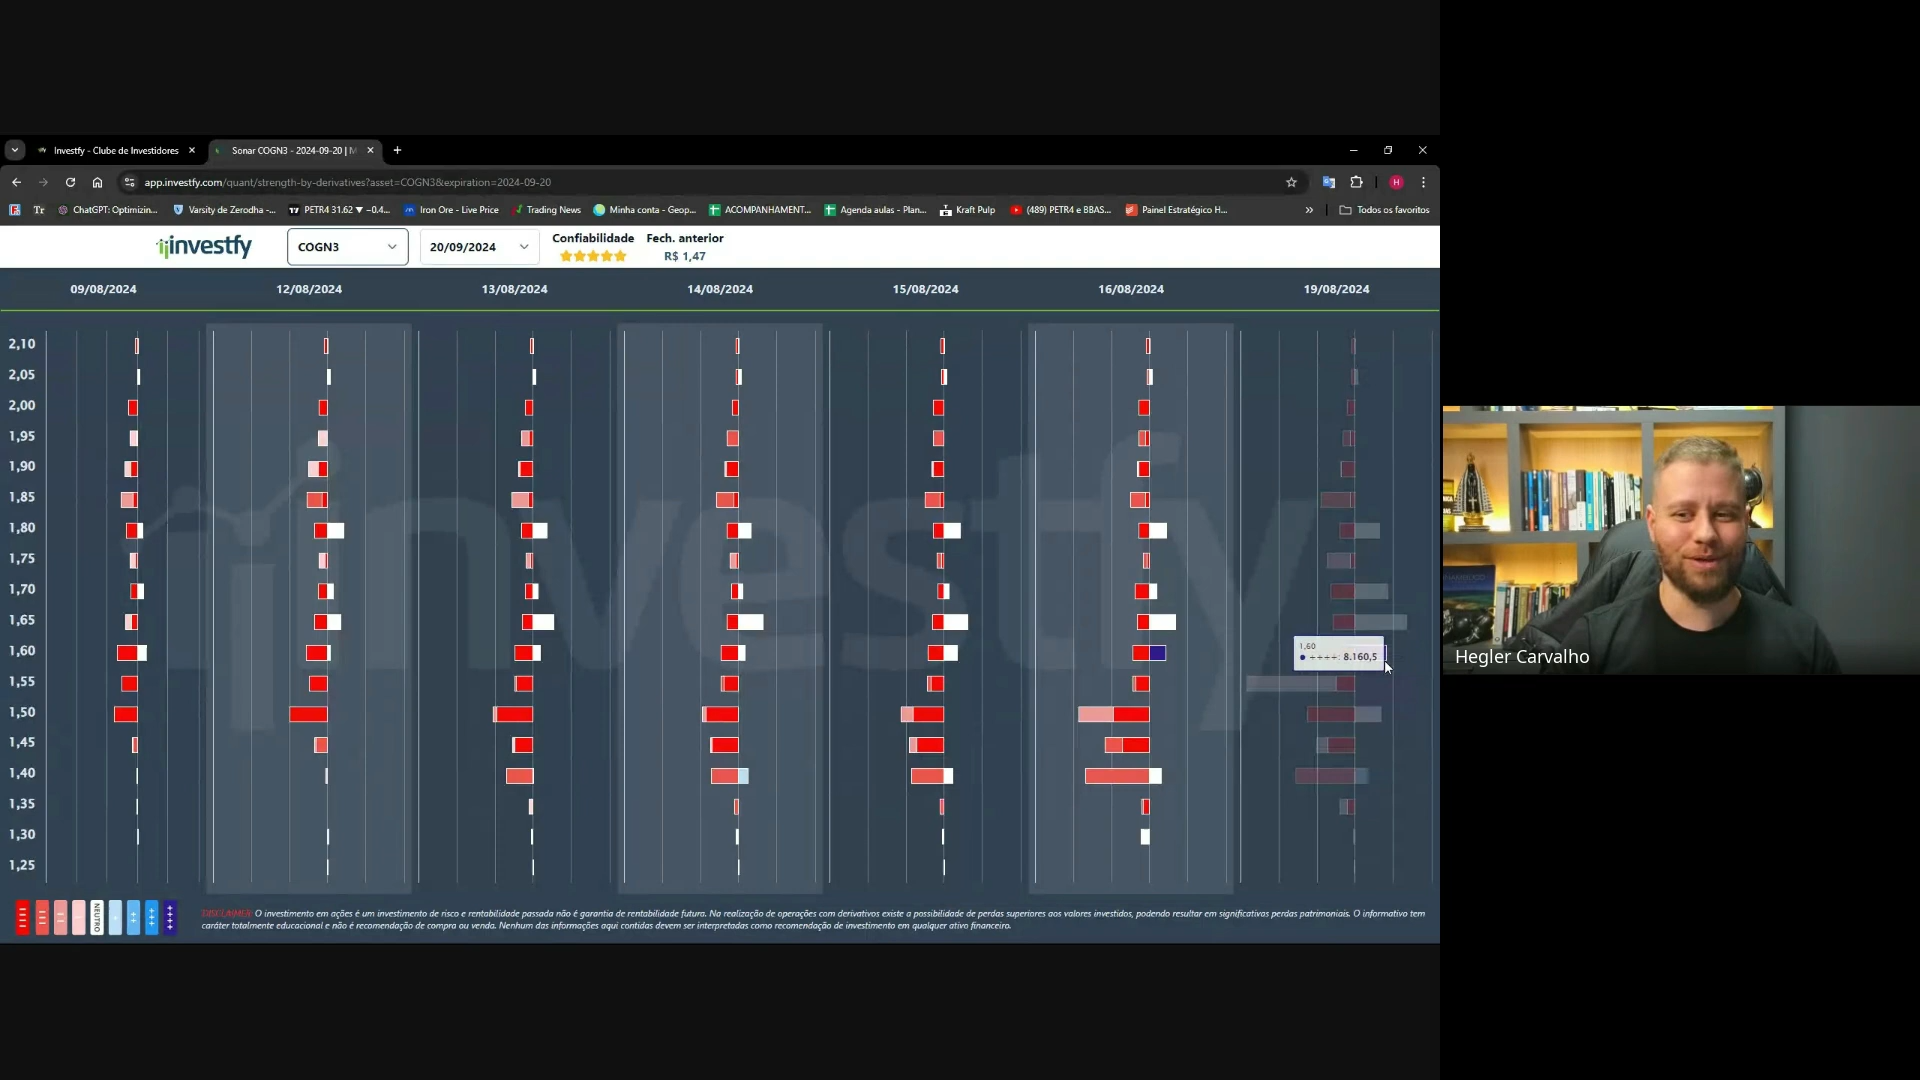 Investfy - Clube de Investidores
Sonar COGN3 - 2024-09-20 | M
app.investfy.com/quant/strength-by-derivatives?asset=COGN3&expiration=2024-09-20
Tr
ChatGPT: Optimizin...
Varsity de Zerodha -...
PETR4 31.62 ▼ −0.4...
Iron Ore - Live Price
Trading News
Minha conta - Geop...
ACOMPANHAMENT...
Agenda aulas - Plan...
Kraft Pulp
(489) PETR4 e BBAS...
Painel Estratégico H...
»
Todos os favoritos
H
investfy
COGN3
20/09/2024
Confiabilidade
Fech. anterior
R$ 1,47
09/08/2024
12/08/2024
13/08/2024
14/08/2024
15/08/2024
16/08/2024
19/08/2024
2,10
2,05
2,00
1,95
1,90
1,85
1,80
1,75
1,70
1,65
1,60
1,55
1,50
1,45
1,40
1,35
1,30
1,25
investfy
1,60
++++: 8.160,5
NEUTRO
DISCLAIMER: O investimento em ações é um investimento de risco e rentabilidade passada não é garantia de rentabilidade futura. Na realização de operações com derivativos existe a possibilidade de perdas superiores aos valores investidos, podendo resultar em significativas perdas patrimoniais. O informativo tem
caráter totalmente educacional e não é recomendação de compra ou venda. Nenhum das informações aqui contidas devem ser interpretadas como recomendação de investimento em qualquer ativo financeiro.
Hegler Carvalho